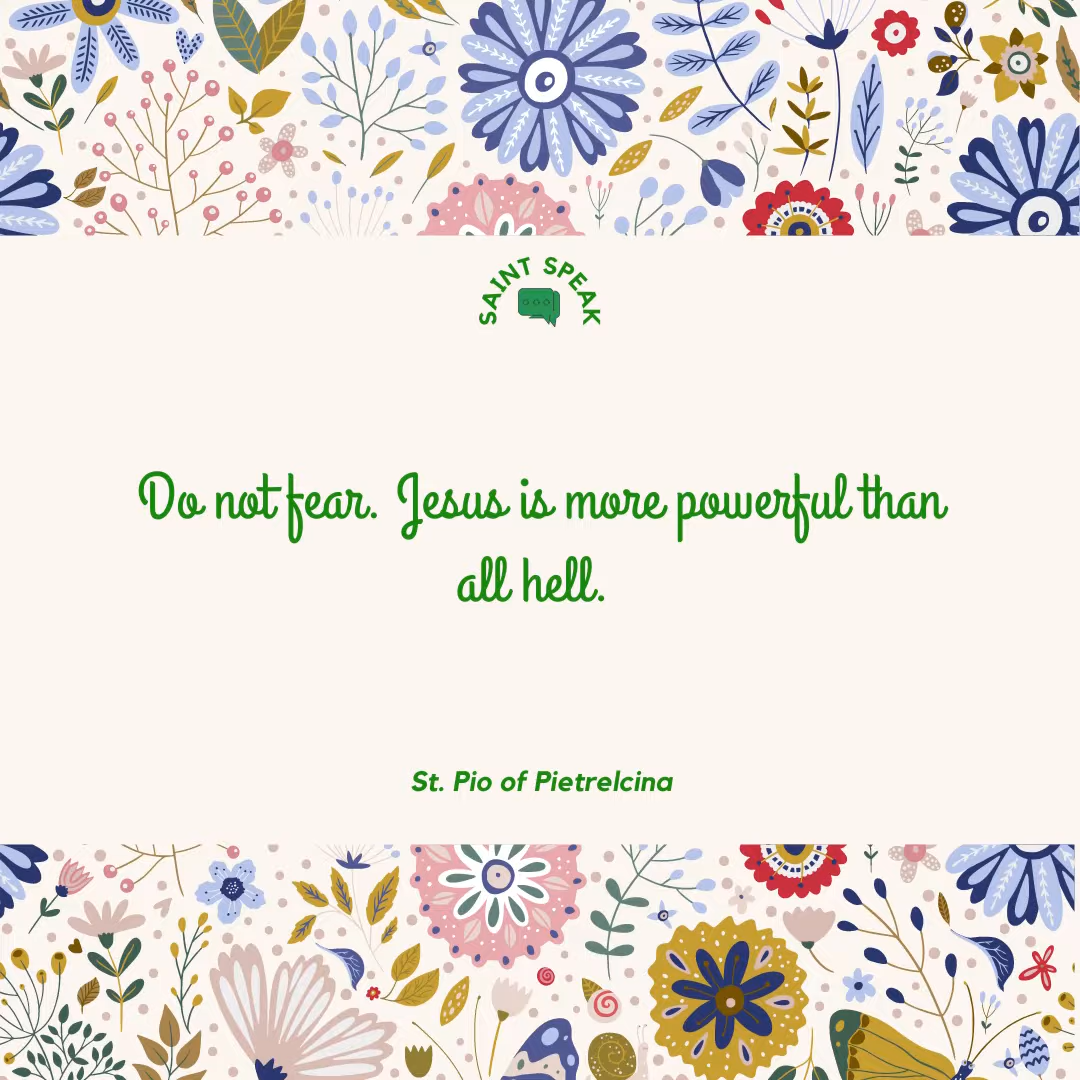 SAINT SPEAK
Do not fear. Jesus is more powerful than
all hell.
St. Pio of Pietrelcina